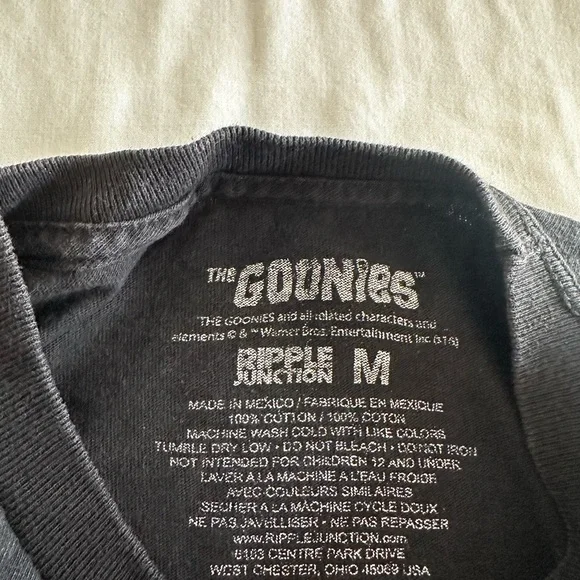 THE GOONIES™
THE GOONIES and all related characters and
elements © & ™ Warner Bros. Entertainment Inc (s16)
RIPPLE
JUNCTION M
MADE IN MEXICO / FABRIQUE EN MEXIQUE
100% COTTON / 100% COTON
MACHINE WASH COLD WITH LIKE COLORS
TUMBLE DRY LOW • DO NOT BLEACH • DO NOT IRON
NOT INTENDED FOR CHILDREN 12 AND UNDER
LAVER A LA MACHINE A L'EAU FROIDE
AVEC COULEURS SIMILAIRES
SECHER A LA MACHINE CYCLE DOUX •
NE PAS JAVELLISER • NE PAS REPASSER
www.RIPPLEJUNCTION.com
6103 CENTRE PARK DRIVE
WEST CHESTER, OHIO 45069 USA